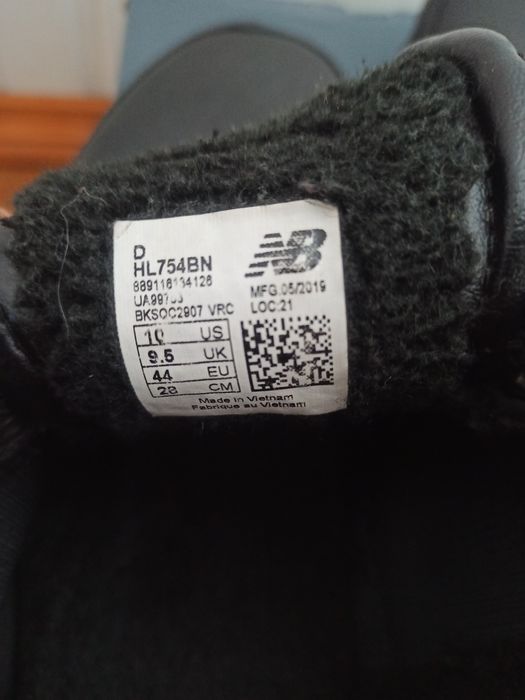 D
HL754BN
BKSOC2907 VRC
10 US
9.5 UK
44 EU
28 CM
NB
MFG.05/2019
LOC:21
Made in Vietnam
Fabriqué au Vietnam